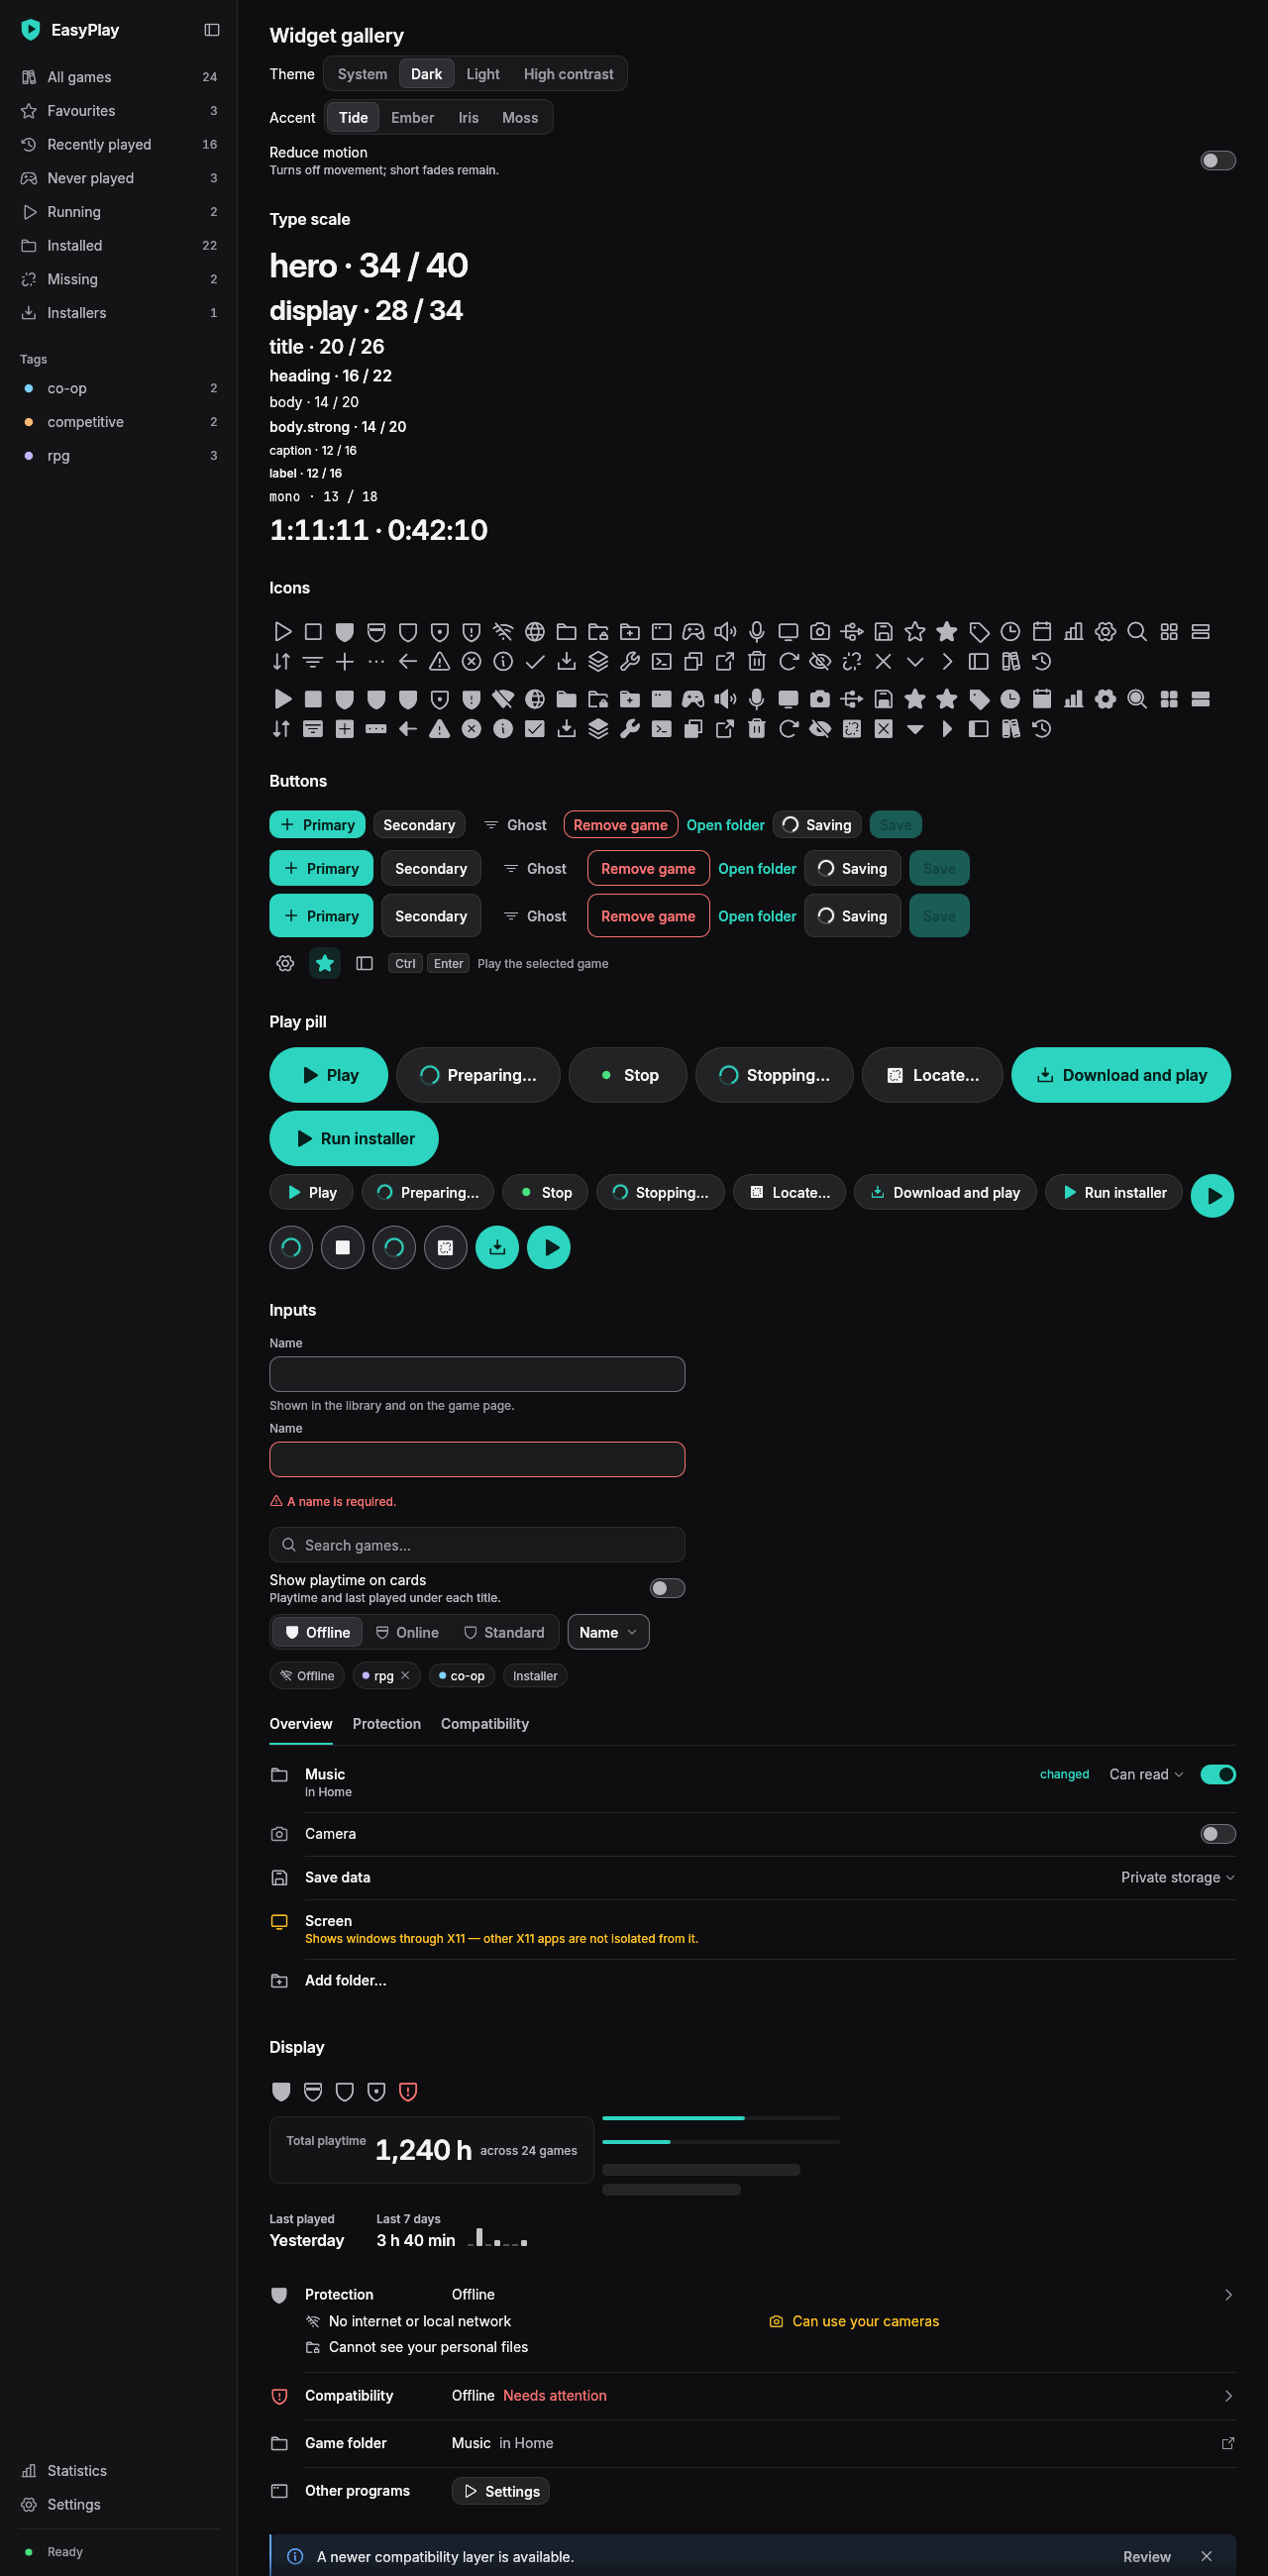 EasyPlay
All games 24
Favourites 3
Recently played 16
Never played 3
Running 2
Installed 22
Missing 2
Installers 1
Tags
co-op 2
competitive 2
rpg 3
Statistics
Settings
Ready
Widget gallery
Theme System Dark Light High contrast
Accent Tide Ember Iris Moss
Reduce motion
Turns off movement; short fades remain.
Type scale
hero · 34 / 40
display · 28 / 34
title · 20 / 26
heading · 16 / 22
body · 14 / 20
body.strong · 14 / 20
caption · 12 / 16
label · 12 / 16
mono · 13 / 18
1:11:11 · 0:42:10
Icons
Buttons
Primary Secondary Ghost Remove game Open folder Saving Save
Primary Secondary Ghost Remove game Open folder Saving Save
Primary Secondary Ghost Remove game Open folder Saving Save
Ctrl Enter Play the selected game
Play pill
Play Preparing... Stop Stopping... Locate... Download and play
Run installer
Play Preparing... Stop Stopping... Locate... Download and play Run installer
Inputs
Name
Shown in the library and on the game page.
Name
A name is required.
Search games...
Show playtime on cards
Playtime and last played under each title.
Offline Online Standard Name
Offline rpg co-op Installer
Overview Protection Compatibility
Music changed Can read
in Home
Camera
Save data Private storage
Screen
Shows windows through X11 — other X11 apps are not isolated from it.
Add folder...
Display
Total playtime 1,240 h across 24 games
Last played Last 7 days
Yesterday 3 h 40 min
Protection Offline
No internet or local network Can use your cameras
Cannot see your personal files
Compatibility Offline Needs attention
Game folder Music in Home
Other programs Settings
A newer compatibility layer is available. Review